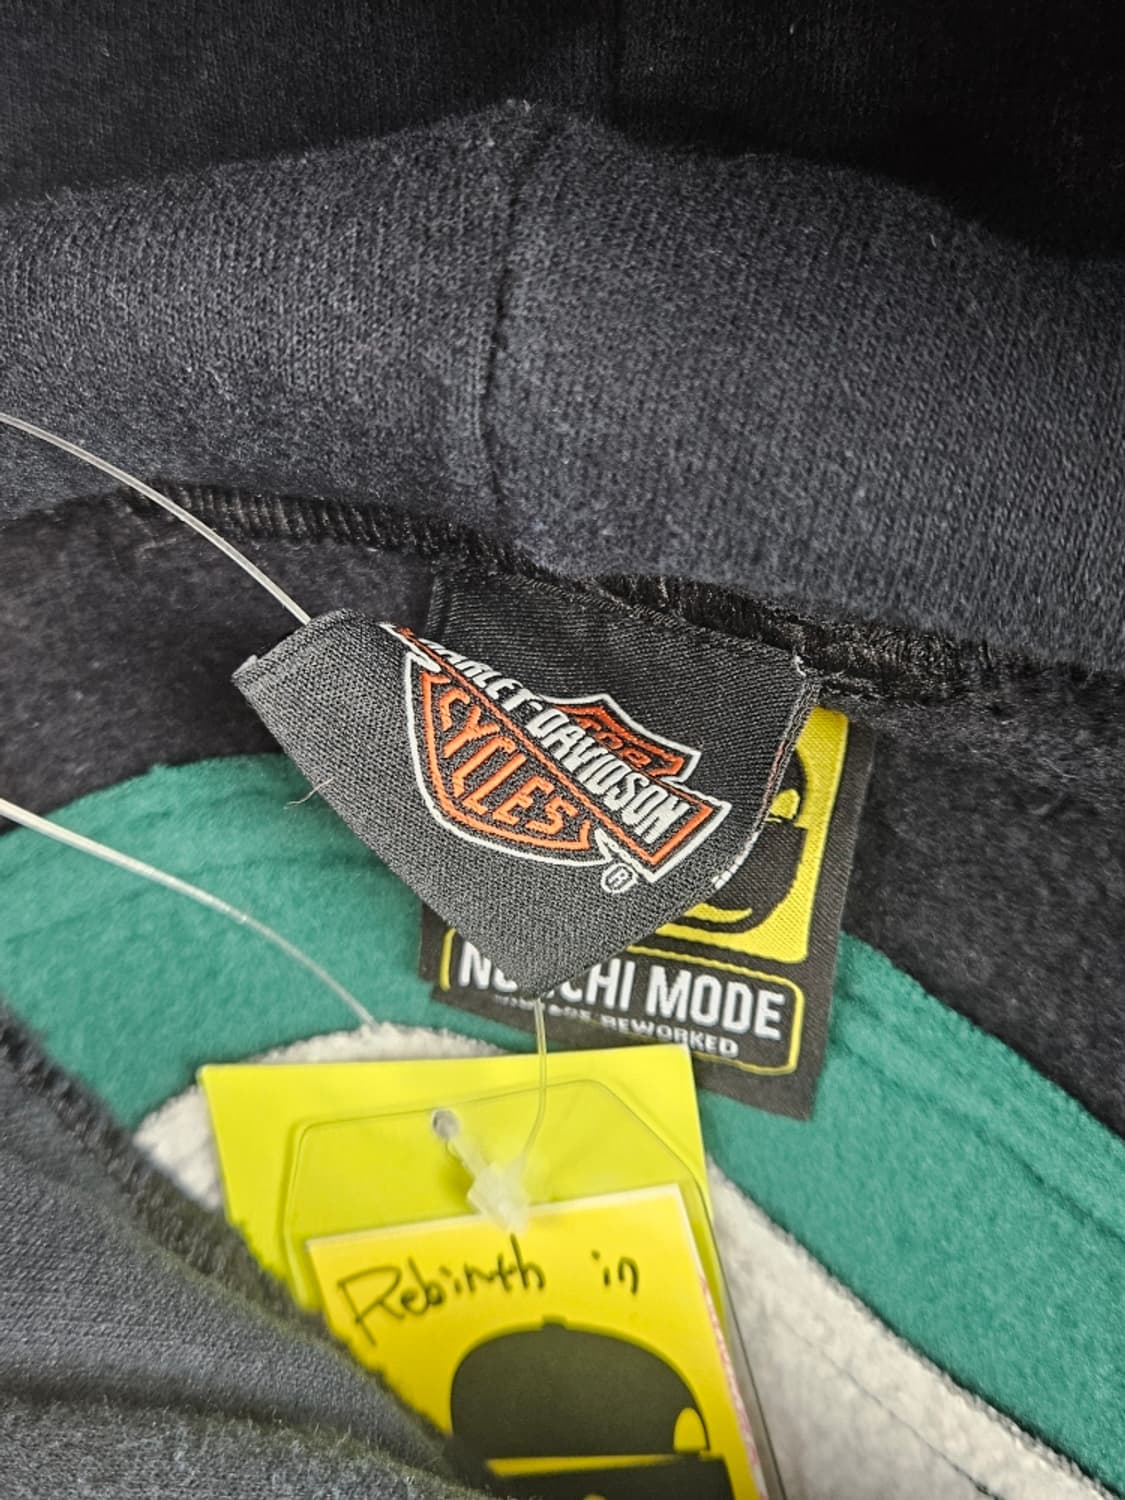 HARLEY-DAVIDSON
CYCLES
®
MODE
REWORKED
Rebirth in